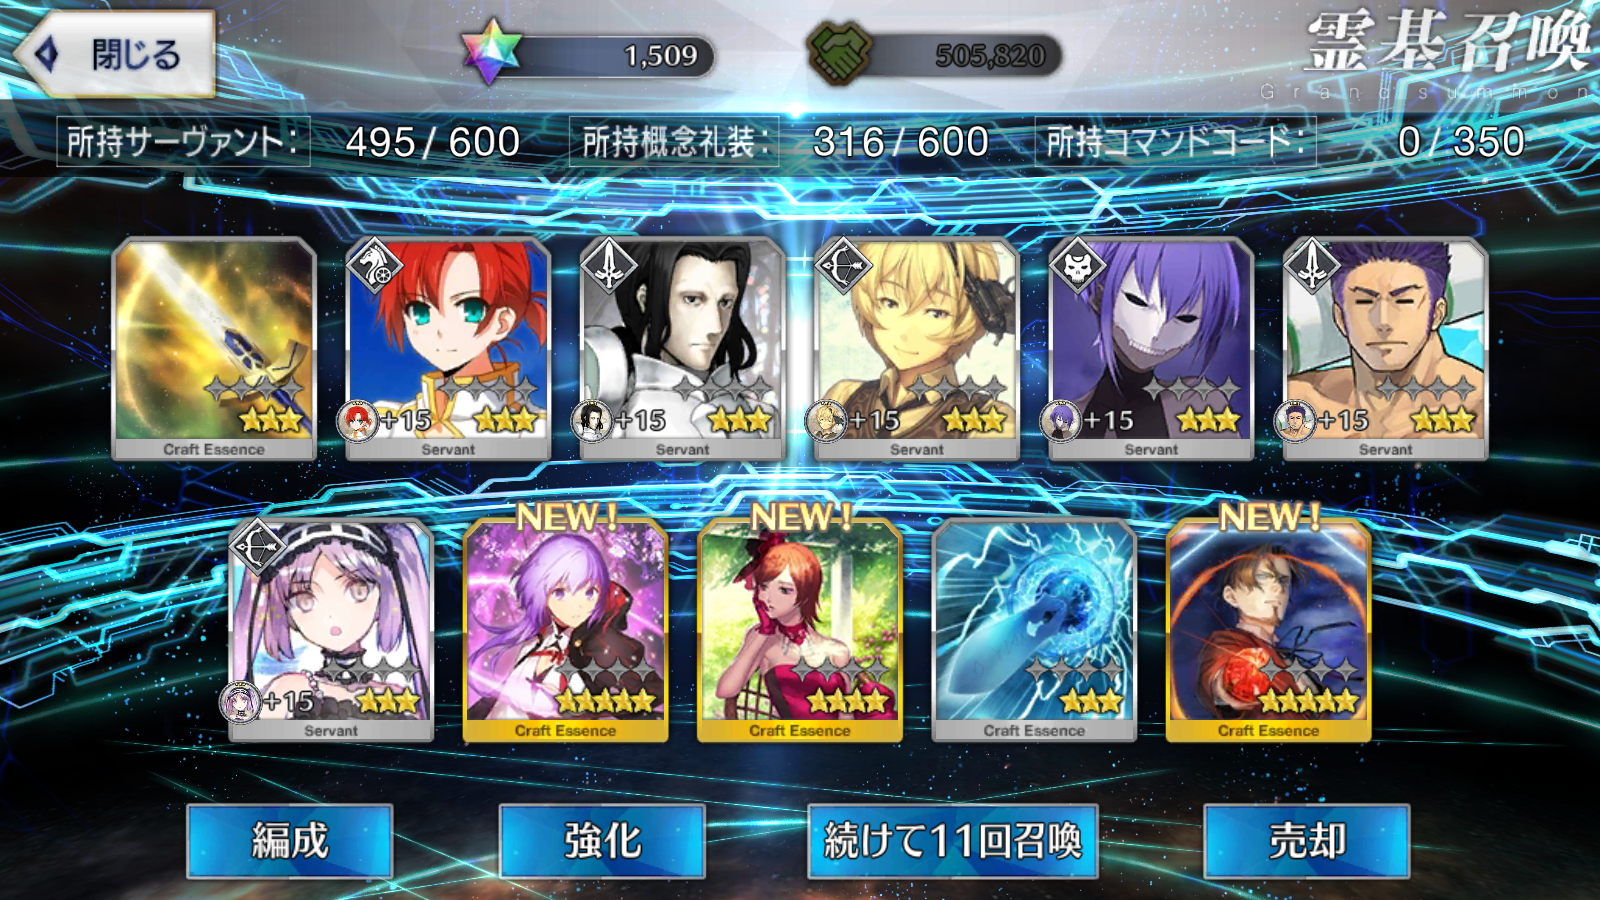 閉じる
1,509
505,820
霊基召喚
Grand summon
所持サーヴァント:
495 / 600
所持概念礼装:
316 / 600
所持コマンドコード:
0 / 350
Craft Essence
+15
Servant
+15
Servant
+15
Servant
+15
Servant
+15
Servant
+15
Servant
NEW!
Craft Essence
NEW!
Craft Essence
Craft Essence
NEW!
Craft Essence
編成
強化
続けて11回召喚
売却